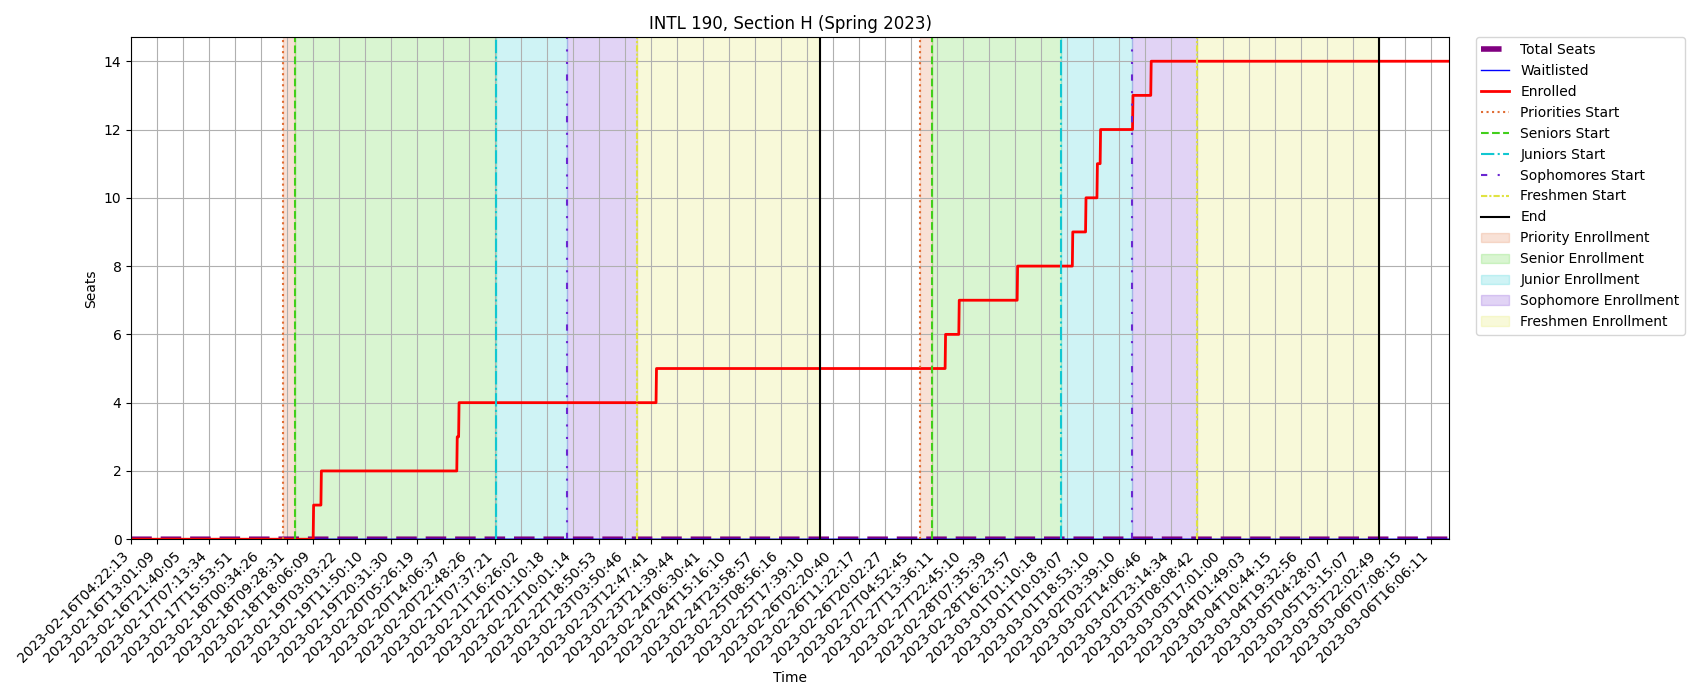 INTL 190, Section H (Spring 2023)
14
12
10
8
6
4
2
0
Seats
2023-02-16T04:22:13
2023-02-16T13:01:09
2023-02-16T21:40:05
2023-02-17T07:13:34
2023-02-17T15:53:51
2023-02-18T00:34:26
2023-02-18T09:28:31
2023-02-18T18:06:09
2023-02-19T03:03:22
2023-02-19T11:50:10
2023-02-19T20:31:30
2023-02-20T05:26:19
2023-02-20T14:06:37
2023-02-20T22:48:26
2023-02-21T07:37:21
2023-02-21T16:26:02
2023-02-22T01:10:18
2023-02-22T10:01:14
2023-02-22T18:50:53
2023-02-23T03:50:46
2023-02-23T12:47:41
2023-02-23T21:39:44
2023-02-24T06:30:41
2023-02-24T15:16:10
2023-02-24T23:58:57
2023-02-25T08:56:16
2023-02-25T17:39:10
2023-02-26T02:20:40
2023-02-26T11:22:17
2023-02-26T20:02:27
2023-02-27T04:52:45
2023-02-27T13:36:11
2023-02-27T22:45:10
2023-02-28T07:35:39
2023-02-28T16:23:57
2023-03-01T01:10:18
2023-03-01T10:03:07
2023-03-01T18:53:10
2023-03-02T03:39:10
2023-03-02T14:06:46
2023-03-02T23:14:34
2023-03-03T08:08:42
2023-03-03T17:01:00
2023-03-04T01:49:03
2023-03-04T10:44:15
2023-03-04T19:32:56
2023-03-05T04:28:07
2023-03-05T13:15:07
2023-03-05T22:02:49
2023-03-06T07:08:15
2023-03-06T16:06:11
Time
Total Seats
Waitlisted
Enrolled
Priorities Start
Seniors Start
Juniors Start
Sophomores Start
Freshmen Start
End
Priority Enrollment
Senior Enrollment
Junior Enrollment
Sophomore Enrollment
Freshmen Enrollment